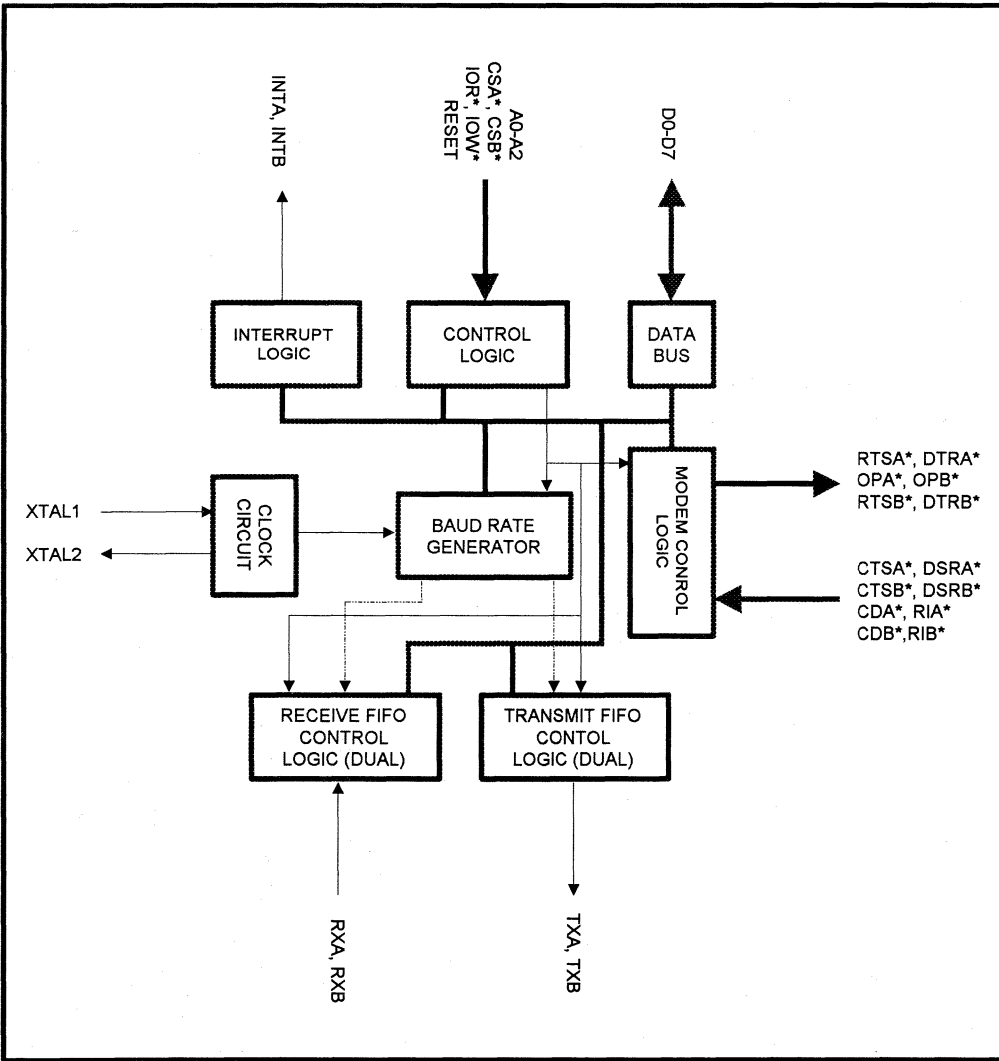 INTA, INTB
A0-A2
CSA*, CSB*
IOR*, IOW*
RESET
D0-D7
INTERRUPT
LOGIC
CONTROL
LOGIC
DATA
BUS
XTAL1
XTAL2
CLOCK
CIRCUIT
BAUD RATE
GENERATOR
MODEM CONROL
LOGIC
RTSA*, DTRA*
OPA*, OPB*
RTSB*, DTRB*
CTSA*, DSRA*
CTSB*, DSRB*
CDA*, RIA*
CDB*,RIB*
RECEIVE FIFO
CONTROL
LOGIC (DUAL)
TRANSMIT FIFO
CONTOL
LOGIC (DUAL)
RXA, RXB
TXA, TXB